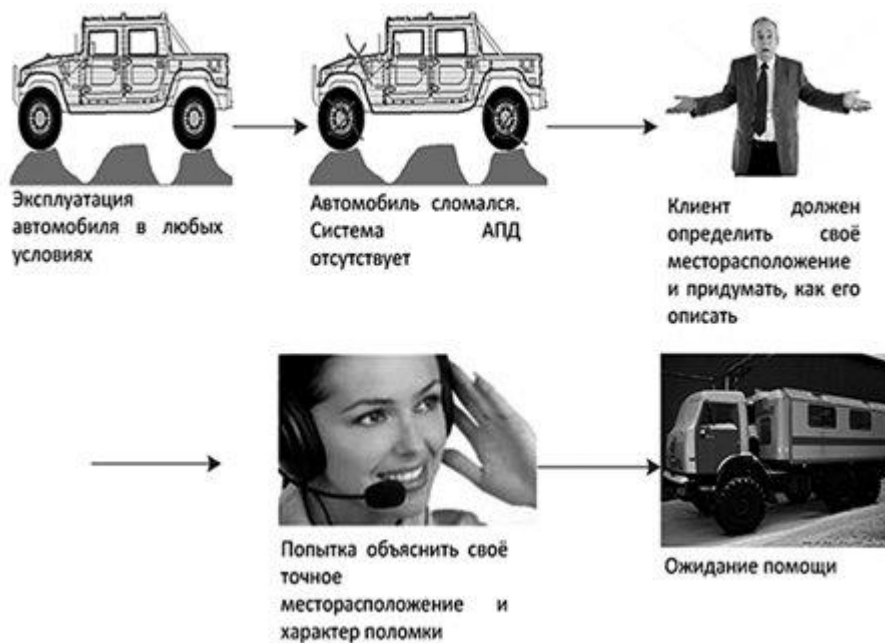 Эксплуатация
автомобиля в любых
условиях
Автомобиль сломался.
Система АПД
отсутствует
Клиент должен
определить своё
месторасположение
и придумать, как его
описать
Попытка объяснить своё
точное
месторасположение и
характер поломки
Ожидание помощи